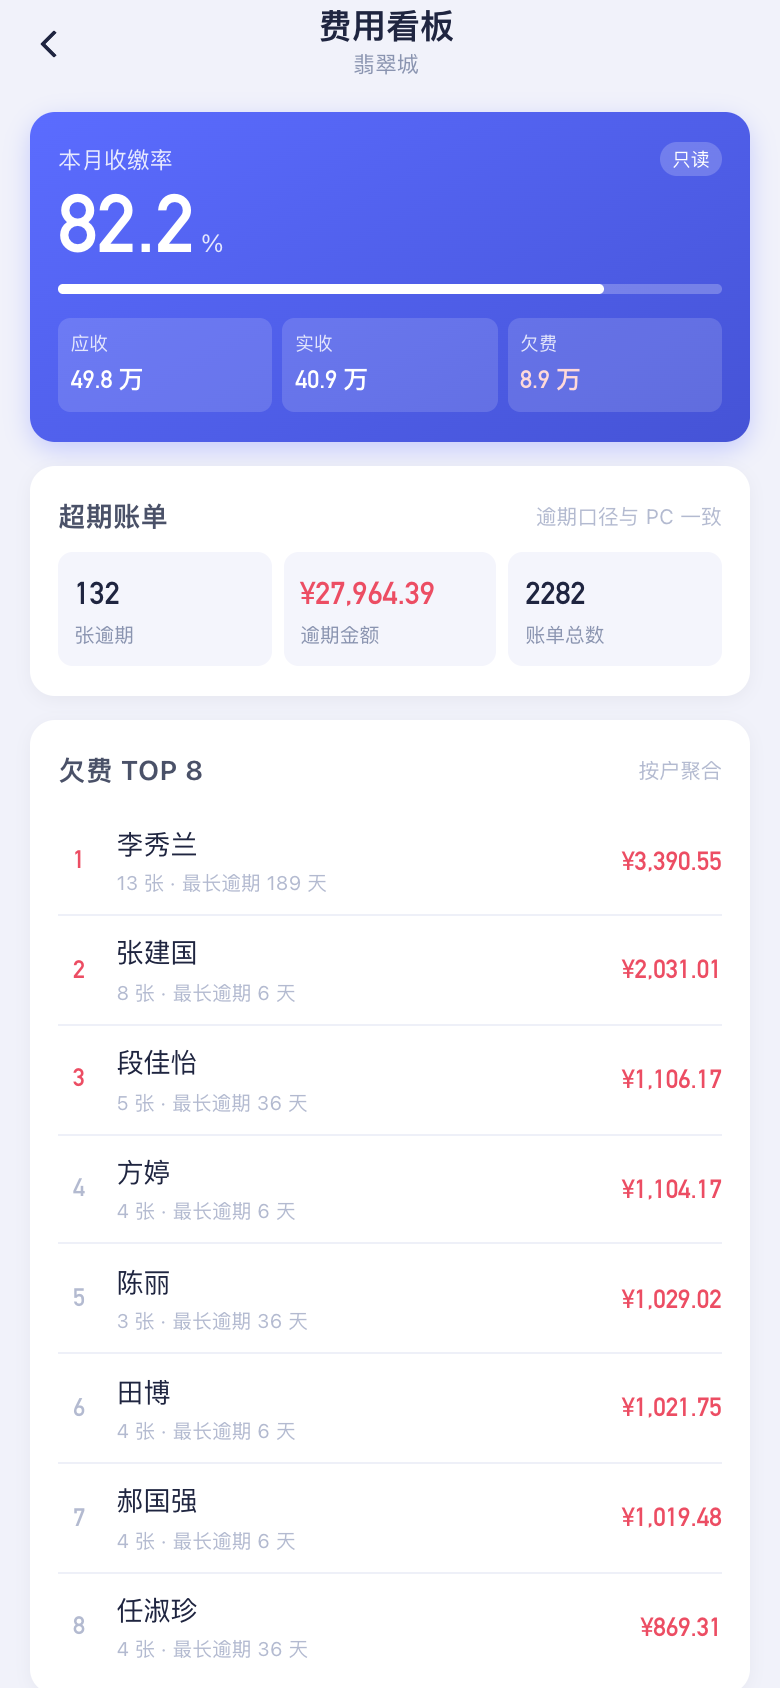 费用看板
翡翠城
本月收缴率
只读
82.2 %
应收
49.8 万
实收
40.9 万
欠费
8.9 万
超期账单
逾期口径与 PC 一致
132
张逾期
¥27,964.39
逾期金额
2282
账单总数
欠费 TOP 8
按户聚合
1
李秀兰
13 张 · 最长逾期 189 天
¥3,390.55
2
张建国
8 张 · 最长逾期 6 天
¥2,031.01
3
段佳怡
5 张 · 最长逾期 36 天
¥1,106.17
4
方婷
4 张 · 最长逾期 6 天
¥1,104.17
5
陈丽
3 张 · 最长逾期 36 天
¥1,029.02
6
田博
4 张 · 最长逾期 6 天
¥1,021.75
7
郝国强
4 张 · 最长逾期 6 天
¥1,019.48
8
任淑珍
4 张 · 最长逾期 36 天
¥869.31